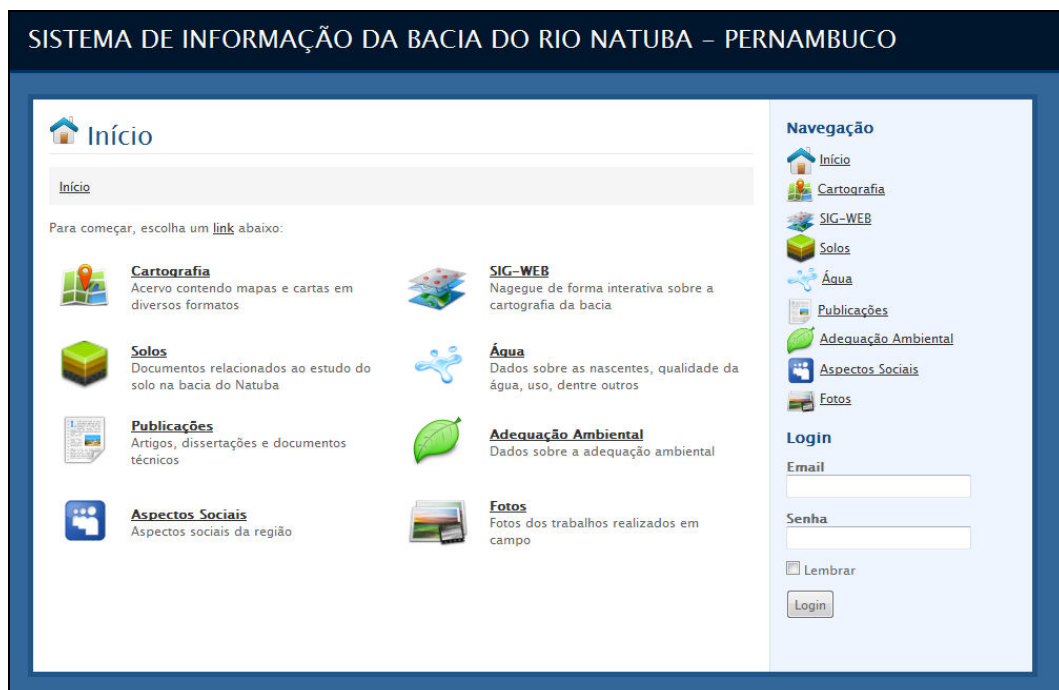 SISTEMA DE INFORMAÇÃO DA BACIA DO RIO NATUBA – PERNAMBUCO
Início
Início
Para começar, escolha um link abaixo:
Cartografia
Acervo contendo mapas e cartas em
diversos formatos
SIG-WEB
Nagegue de forma interativa sobre a
cartografia da bacia
Solos
Documentos relacionados ao estudo do
solo na bacia do Natuba
Água
Dados sobre as nascentes, qualidade da
água, uso, dentre outros
Publicações
Artigos, dissertações e documentos
técnicos
Adequação Ambiental
Dados sobre a adequação ambiental
Aspectos Sociais
Aspectos sociais da região
Fotos
Fotos dos trabalhos realizados em
campo
Navegação
Início
Cartografia
SIG-WEB
Solos
Água
Publicações
Adequação Ambiental
Aspectos Sociais
Fotos
Login
Email
Senha
Lembrar
Login